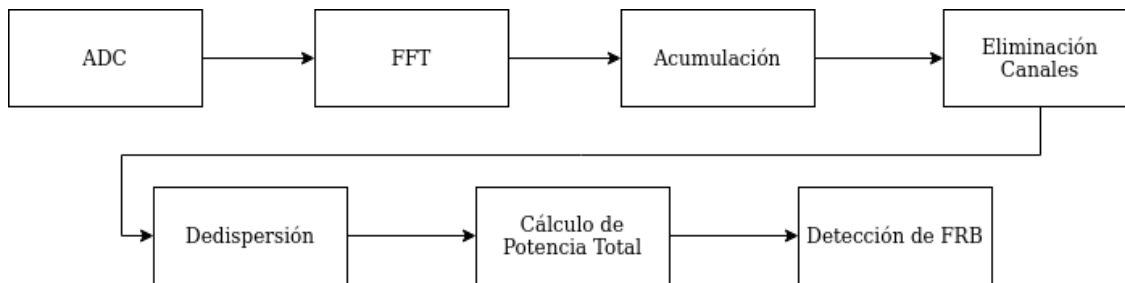 ADC
FFT
Acumulación
Eliminación
Canales
Dedispersión
Cálculo de
Potencia Total
Detección de FRB